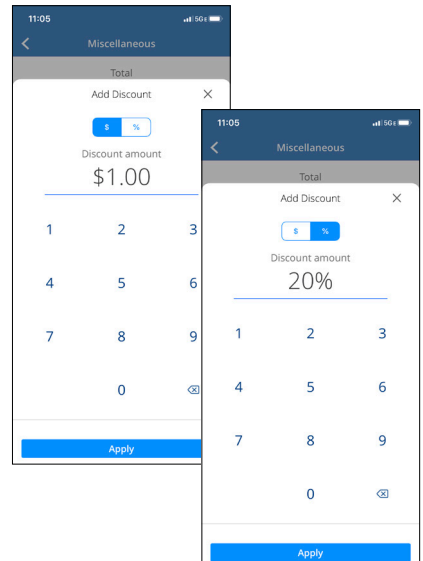 11:05 5GE
Miscellaneous
Total
Add Discount
$ %
Discount amount
$1.00
1 2 3
4 5 6
7 8 9
0
Apply
11:05 5GE
Miscellaneous
Total
Add Discount
$ %
Discount amount
20%
1 2 3
4 5 6
7 8 9
0
Apply